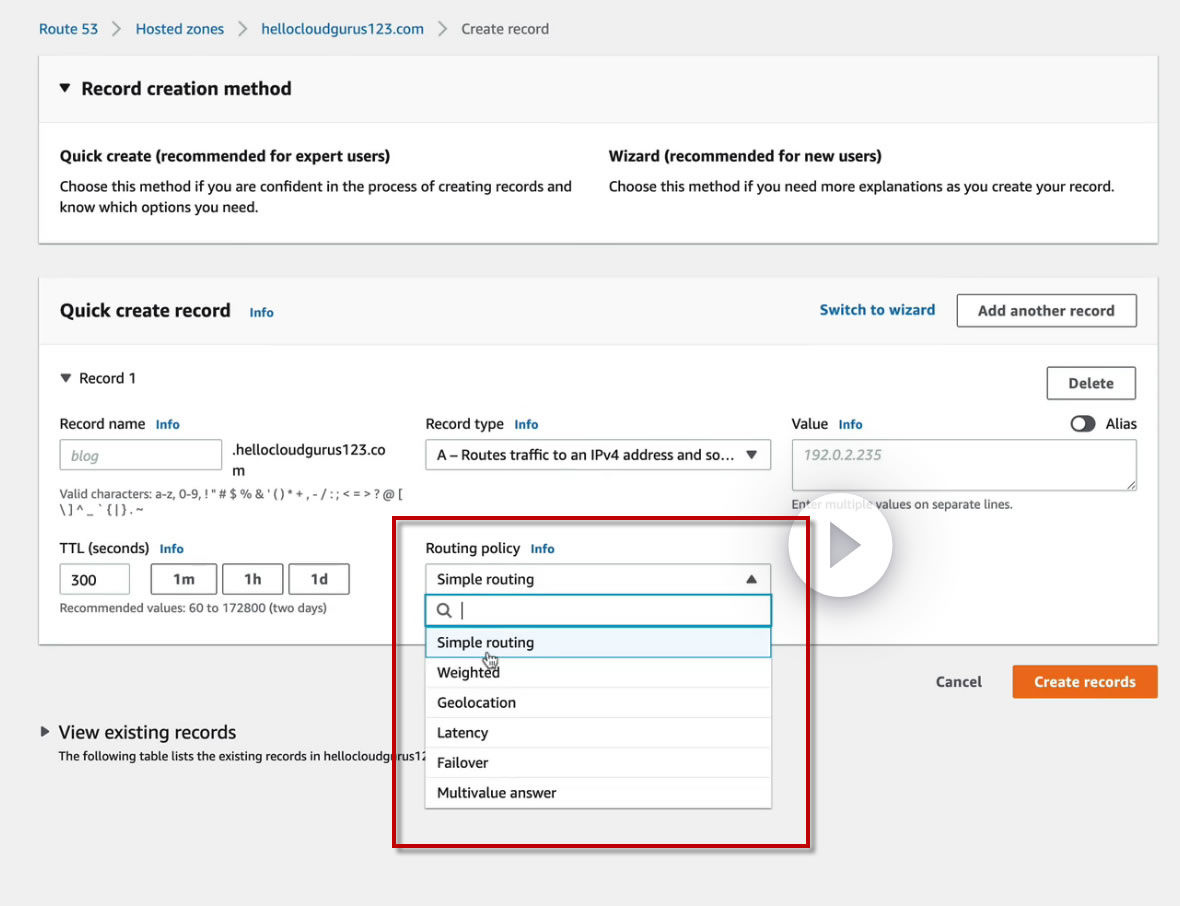 Route 53 > Hosted zones > hellocloudgurus123.com > Create record
Record creation method
Quick create (recommended for expert users)
Choose this method if you are confident in the process of creating records and
know which options you need.
Wizard (recommended for new users)
Choose this method if you need more explanations as you create your record.
Quick create record Info
Switch to wizard
Add another record
Record 1
Delete
Record name Info
blog
.hellocloudgurus123.co
m
Valid characters: a-z, 0-9, ! " # $ % & ' ( ) * + , - / : ; < = > ? @ [
\ ] ^ _ ` { | } . ~
Record type Info
A – Routes traffic to an IPv4 address and so...
Value Info
Alias
192.0.2.235
Enter multiple values on separate lines.
TTL (seconds) Info
300
1m
1h
1d
Recommended values: 60 to 172800 (two days)
Routing policy Info
Simple routing
Simple routing
Weighted
Geolocation
Latency
Failover
Multivalue answer
Cancel
Create records
View existing records
The following table lists the existing records in hellocloudgurus12